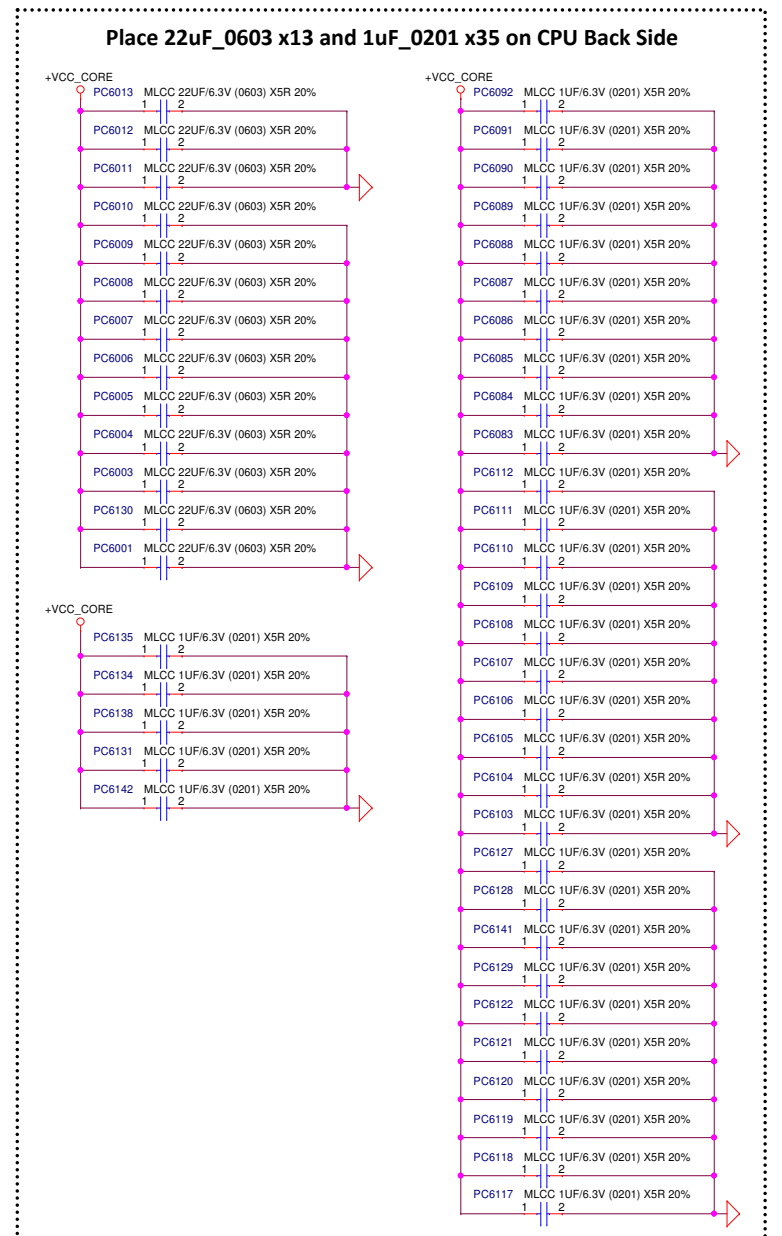 Place 22uF_0603 x13 and 1uF_0201 x35 on CPU Back Side
+VCC_CORE
PC6013 MLCC 22UF/6.3V (0603) X5R 20%
1 2
PC6012 MLCC 22UF/6.3V (0603) X5R 20%
1 2
PC6011 MLCC 22UF/6.3V (0603) X5R 20%
1 2
PC6010 MLCC 22UF/6.3V (0603) X5R 20%
1 2
PC6009 MLCC 22UF/6.3V (0603) X5R 20%
1 2
PC6008 MLCC 22UF/6.3V (0603) X5R 20%
1 2
PC6007 MLCC 22UF/6.3V (0603) X5R 20%
1 2
PC6006 MLCC 22UF/6.3V (0603) X5R 20%
1 2
PC6005 MLCC 22UF/6.3V (0603) X5R 20%
1 2
PC6004 MLCC 22UF/6.3V (0603) X5R 20%
1 2
PC6003 MLCC 22UF/6.3V (0603) X5R 20%
1 2
PC6130 MLCC 22UF/6.3V (0603) X5R 20%
1 2
PC6001 MLCC 22UF/6.3V (0603) X5R 20%
1 2
+VCC_CORE
PC6135 MLCC 1UF/6.3V (0201) X5R 20%
1 2
PC6134 MLCC 1UF/6.3V (0201) X5R 20%
1 2
PC6138 MLCC 1UF/6.3V (0201) X5R 20%
1 2
PC6131 MLCC 1UF/6.3V (0201) X5R 20%
1 2
PC6142 MLCC 1UF/6.3V (0201) X5R 20%
1 2
+VCC_CORE
PC6092 MLCC 1UF/6.3V (0201) X5R 20%
1 2
PC6091 MLCC 1UF/6.3V (0201) X5R 20%
1 2
PC6090 MLCC 1UF/6.3V (0201) X5R 20%
1 2
PC6089 MLCC 1UF/6.3V (0201) X5R 20%
1 2
PC6088 MLCC 1UF/6.3V (0201) X5R 20%
1 2
PC6087 MLCC 1UF/6.3V (0201) X5R 20%
1 2
PC6086 MLCC 1UF/6.3V (0201) X5R 20%
1 2
PC6085 MLCC 1UF/6.3V (0201) X5R 20%
1 2
PC6084 MLCC 1UF/6.3V (0201) X5R 20%
1 2
PC6083 MLCC 1UF/6.3V (0201) X5R 20%
1 2
PC6112 MLCC 1UF/6.3V (0201) X5R 20%
1 2
PC6111 MLCC 1UF/6.3V (0201) X5R 20%
1 2
PC6110 MLCC 1UF/6.3V (0201) X5R 20%
1 2
PC6109 MLCC 1UF/6.3V (0201) X5R 20%
1 2
PC6108 MLCC 1UF/6.3V (0201) X5R 20%
1 2
PC6107 MLCC 1UF/6.3V (0201) X5R 20%
1 2
PC6106 MLCC 1UF/6.3V (0201) X5R 20%
1 2
PC6105 MLCC 1UF/6.3V (0201) X5R 20%
1 2
PC6104 MLCC 1UF/6.3V (0201) X5R 20%
1 2
PC6103 MLCC 1UF/6.3V (0201) X5R 20%
1 2
PC6127 MLCC 1UF/6.3V (0201) X5R 20%
1 2
PC6128 MLCC 1UF/6.3V (0201) X5R 20%
1 2
PC6141 MLCC 1UF/6.3V (0201) X5R 20%
1 2
PC6129 MLCC 1UF/6.3V (0201) X5R 20%
1 2
PC6122 MLCC 1UF/6.3V (0201) X5R 20%
1 2
PC6121 MLCC 1UF/6.3V (0201) X5R 20%
1 2
PC6120 MLCC 1UF/6.3V (0201) X5R 20%
1 2
PC6119 MLCC 1UF/6.3V (0201) X5R 20%
1 2
PC6118 MLCC 1UF/6.3V (0201) X5R 20%
1 2
PC6117 MLCC 1UF/6.3V (0201) X5R 20%
1 2